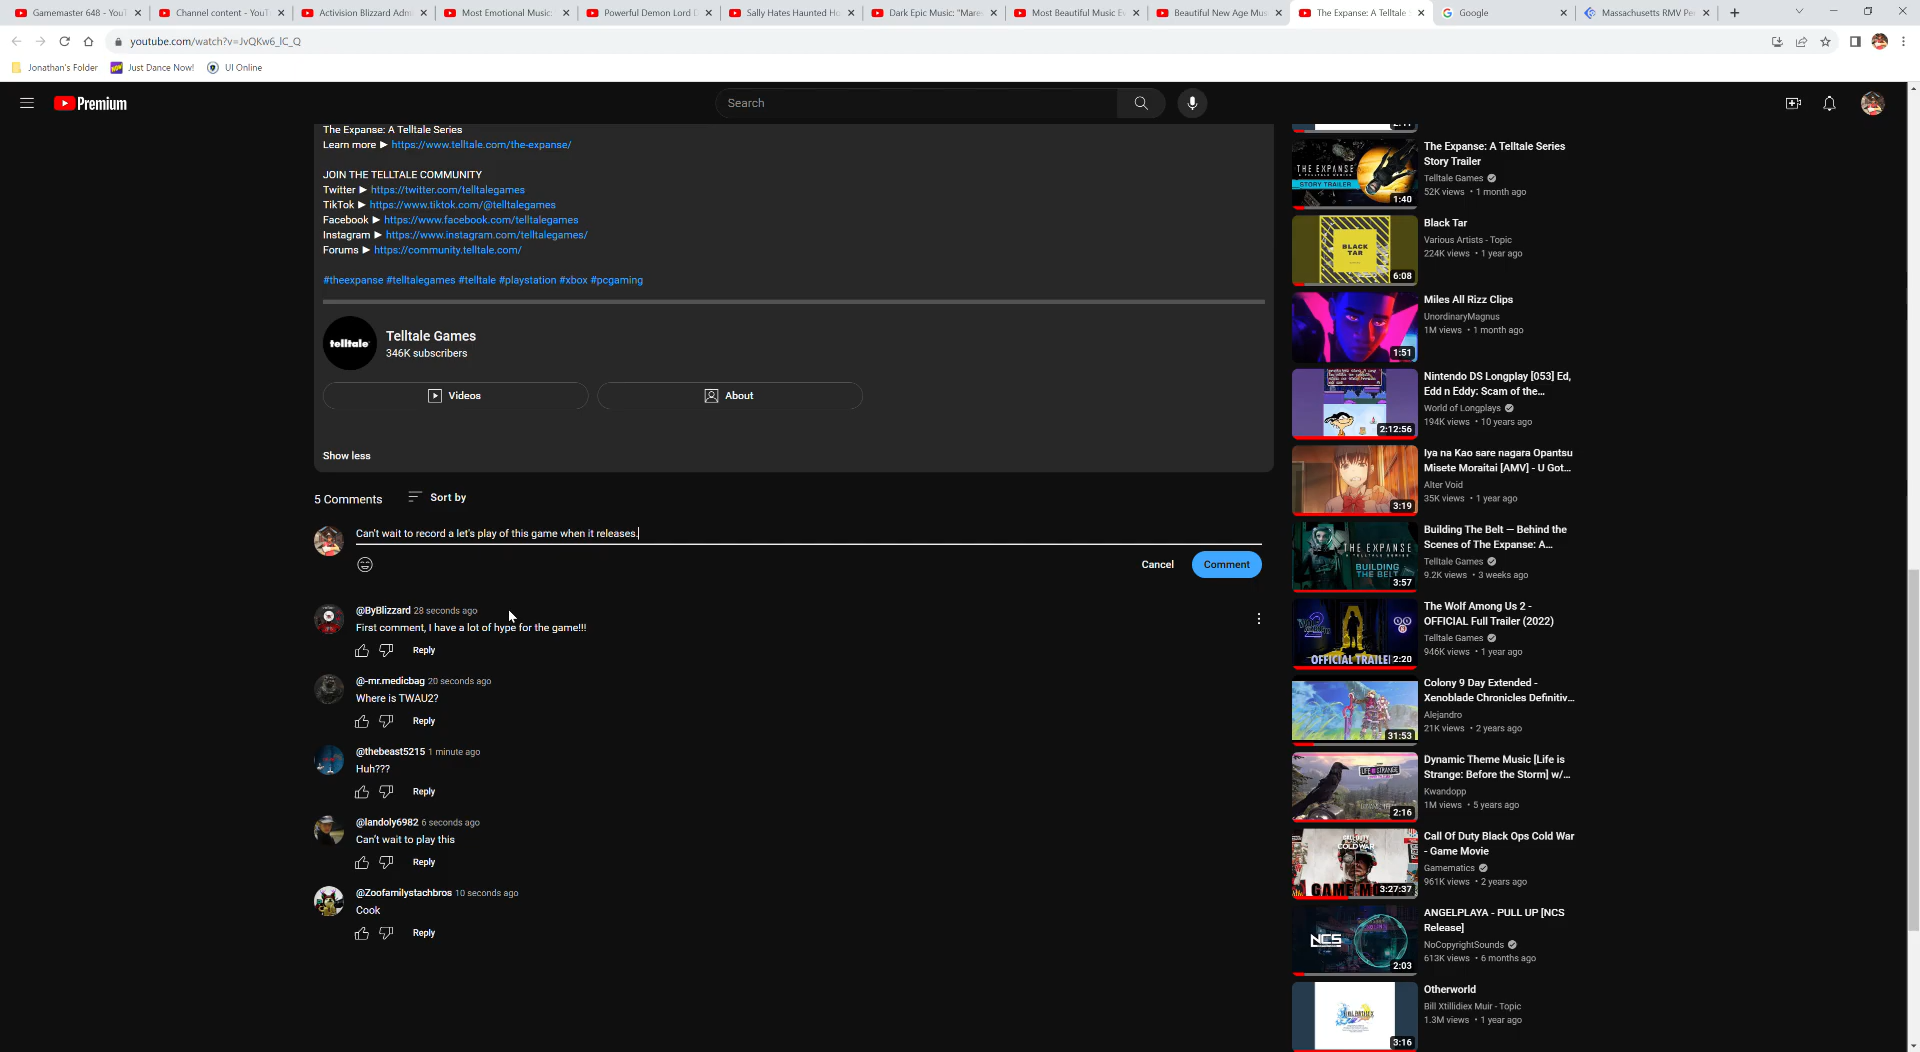 Gamemaster 648 - YouT
Channel content - YouT
Activision Blizzard Adm
Most Emotional Music:
Powerful Demon Lord D
Sally Hates Haunted Ho
Dark Epic Music: "Mare
Most Beautiful Music Ev
Beautiful New Age Mus
The Expanse: A Telltale S
Google
Massachusetts RMV Pe
youtube.com/watch?v=JvQKw6_lC_Q
Jonathan's Folder
Just Dance Now!
UI Online
Premium
Search
The Expanse: A Telltale Series
Learn more ► https://www.telltale.com/the-expanse/
JOIN THE TELLTALE COMMUNITY
Twitter ► https://twitter.com/telltalegames
TikTok ► https://www.tiktok.com/@telltalegames
Facebook ► https://www.facebook.com/telltalegames
Instagram ► https://www.instagram.com/telltalegames/
Forums ► https://community.telltale.com/
#theexpanse #telltalegames #telltale #playstation #xbox #pcgaming
telltale
Telltale Games
346K subscribers
Videos
About
Show less
5 Comments
Sort by
Can't wait to record a let's play of this game when it releases.
Cancel
Comment
@ByBlizzard 28 seconds ago
First comment, I have a lot of hype for the game!!!
Reply
@-mr.medicbag 20 seconds ago
Where is TWAU2?
Reply
@thebeast5215 1 minute ago
Huh???
Reply
@landoly6982 6 seconds ago
Can't wait to play this
Reply
@Zoofamilystachbros 10 seconds ago
Cook
Reply
THE EXPANSE
STORY TRAILER
1:40
The Expanse: A Telltale Series
Story Trailer
Telltale Games
52K views • 1 month ago
BLACK
TAR
6:08
Black Tar
Various Artists - Topic
224K views • 1 year ago
1:51
Miles All Rizz Clips
UnordinaryMagnus
1M views • 1 month ago
2:12:56
Nintendo DS Longplay [053] Ed,
Edd n Eddy: Scam of the...
World of Longplays
194K views • 10 years ago
3:19
Iya na Kao sare nagara Opantsu
Misete Moraitai [AMV] - U Got...
Alter Void
35K views • 1 year ago
THE EXPANSE
BUILDING
THE BELT
3:57
Building The Belt — Behind the
Scenes of The Expanse: A...
Telltale Games
9.2K views • 3 weeks ago
OFFICIAL TRAILE
2:20
The Wolf Among Us 2 -
OFFICIAL Full Trailer (2022)
Telltale Games
946K views • 1 year ago
31:53
Colony 9 Day Extended -
Xenoblade Chronicles Definitiv...
Alejandro
21K views • 2 years ago
LIFE IS STRANGE
2:16
Dynamic Theme Music [Life is
Strange: Before the Storm] w/...
Kwandopp
1M views • 5 years ago
COLD WAR
GAME MO
3:27:37
Call Of Duty Black Ops Cold War
- Game Movie
Gamematics
961K views • 2 years ago
NCS
2:03
ANGELPLAYA - PULL UP [NCS
Release]
NoCopyrightSounds
613K views • 6 months ago
3:16
Otherworld
Bill Xtillidiex Muir - Topic
1.3M views • 1 year ago